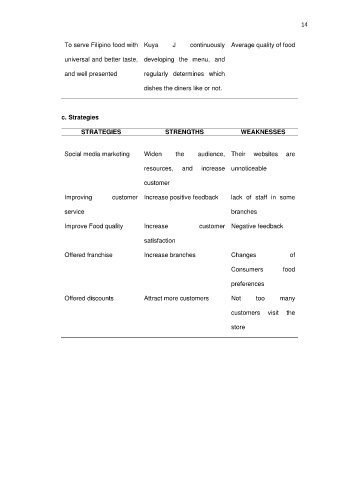 14
To serve Filipino food with Kuya J continuously Average quality of food
universal and better taste, developing the menu, and
and well presented regularly determines which
dishes the diners like or not.
c. Strategies
STRATEGIES STRENGTHS WEAKNESSES
Social media marketing Widen the audience, Their websites are
resources, and increase unnoticeable
customer
Improving customer Increase positive feedback lack of staff in some
service branches
Improve Food quality Increase customer Negative feedback
satisfaction
Offered franchise Increase branches Changes of
Consumers food
preferences
Offered discounts Attract more customers Not too many
customers visit the
store